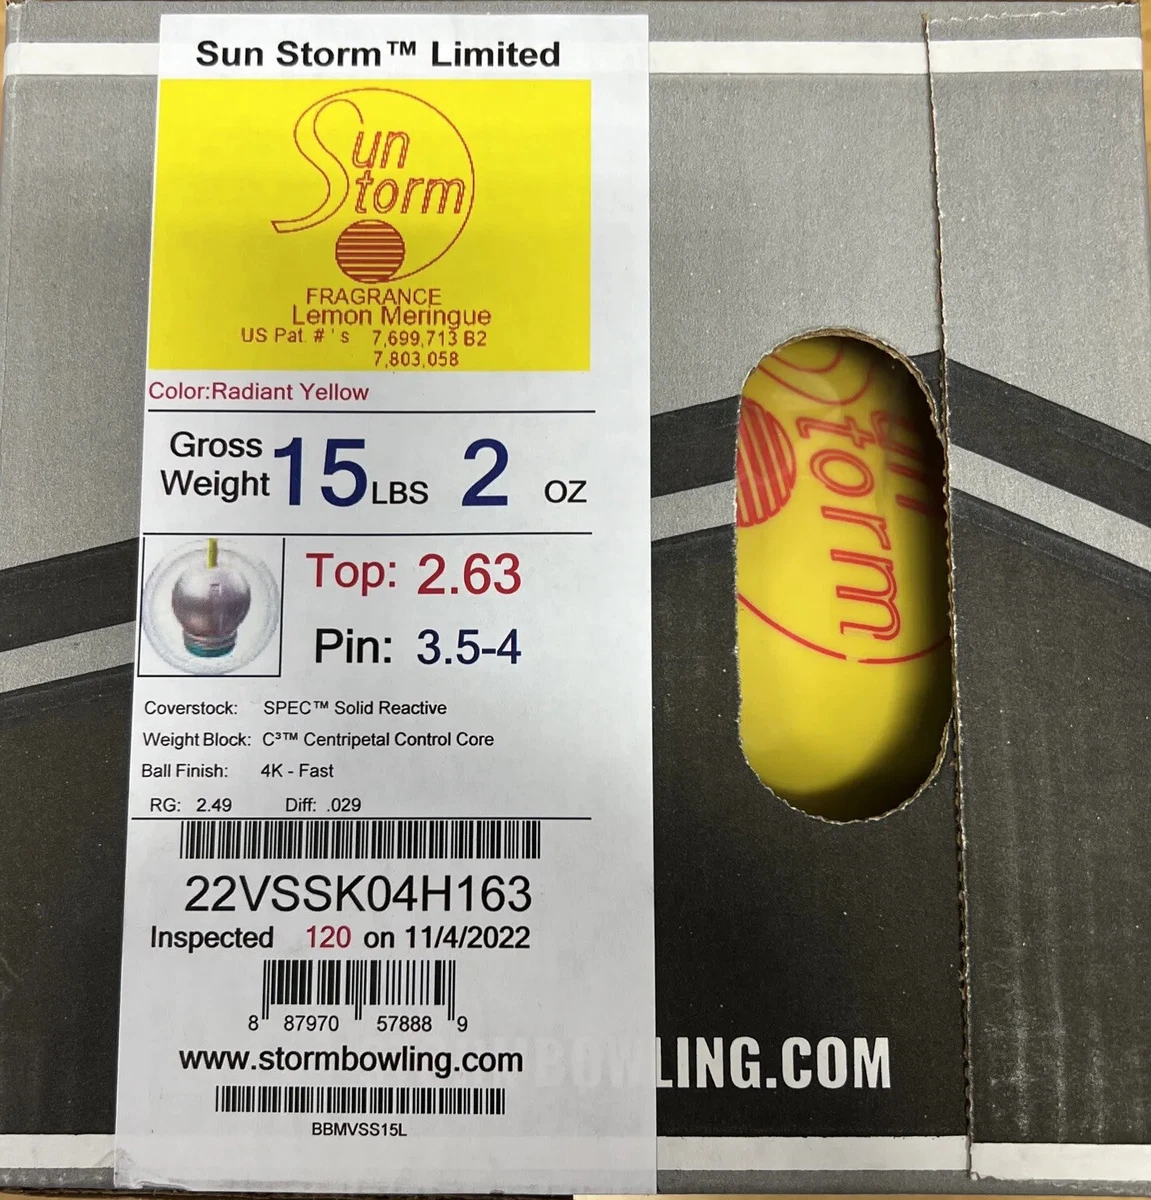 Sun Storm™ Limited
Sun
Storm
FRAGRANCE
Lemon Meringue
US Pat. #'s 7,699,713 B2
7,803,058
Color:Radiant Yellow
Gross Weight 15 LBS 2 OZ
Top: 2.63
Pin: 3.5-4
Coverstock: SPEC™ Solid Reactive
Weight Block: C³™ Centripetal Control Core
Ball Finish: 4K - Fast
RG: 2.49 Diff: .029
22VSSK04H163
Inspected 120 on 11/4/2022
8 87970 57888 9
www.stormbowling.com
BBMVSS15L
Storm
LING.COM